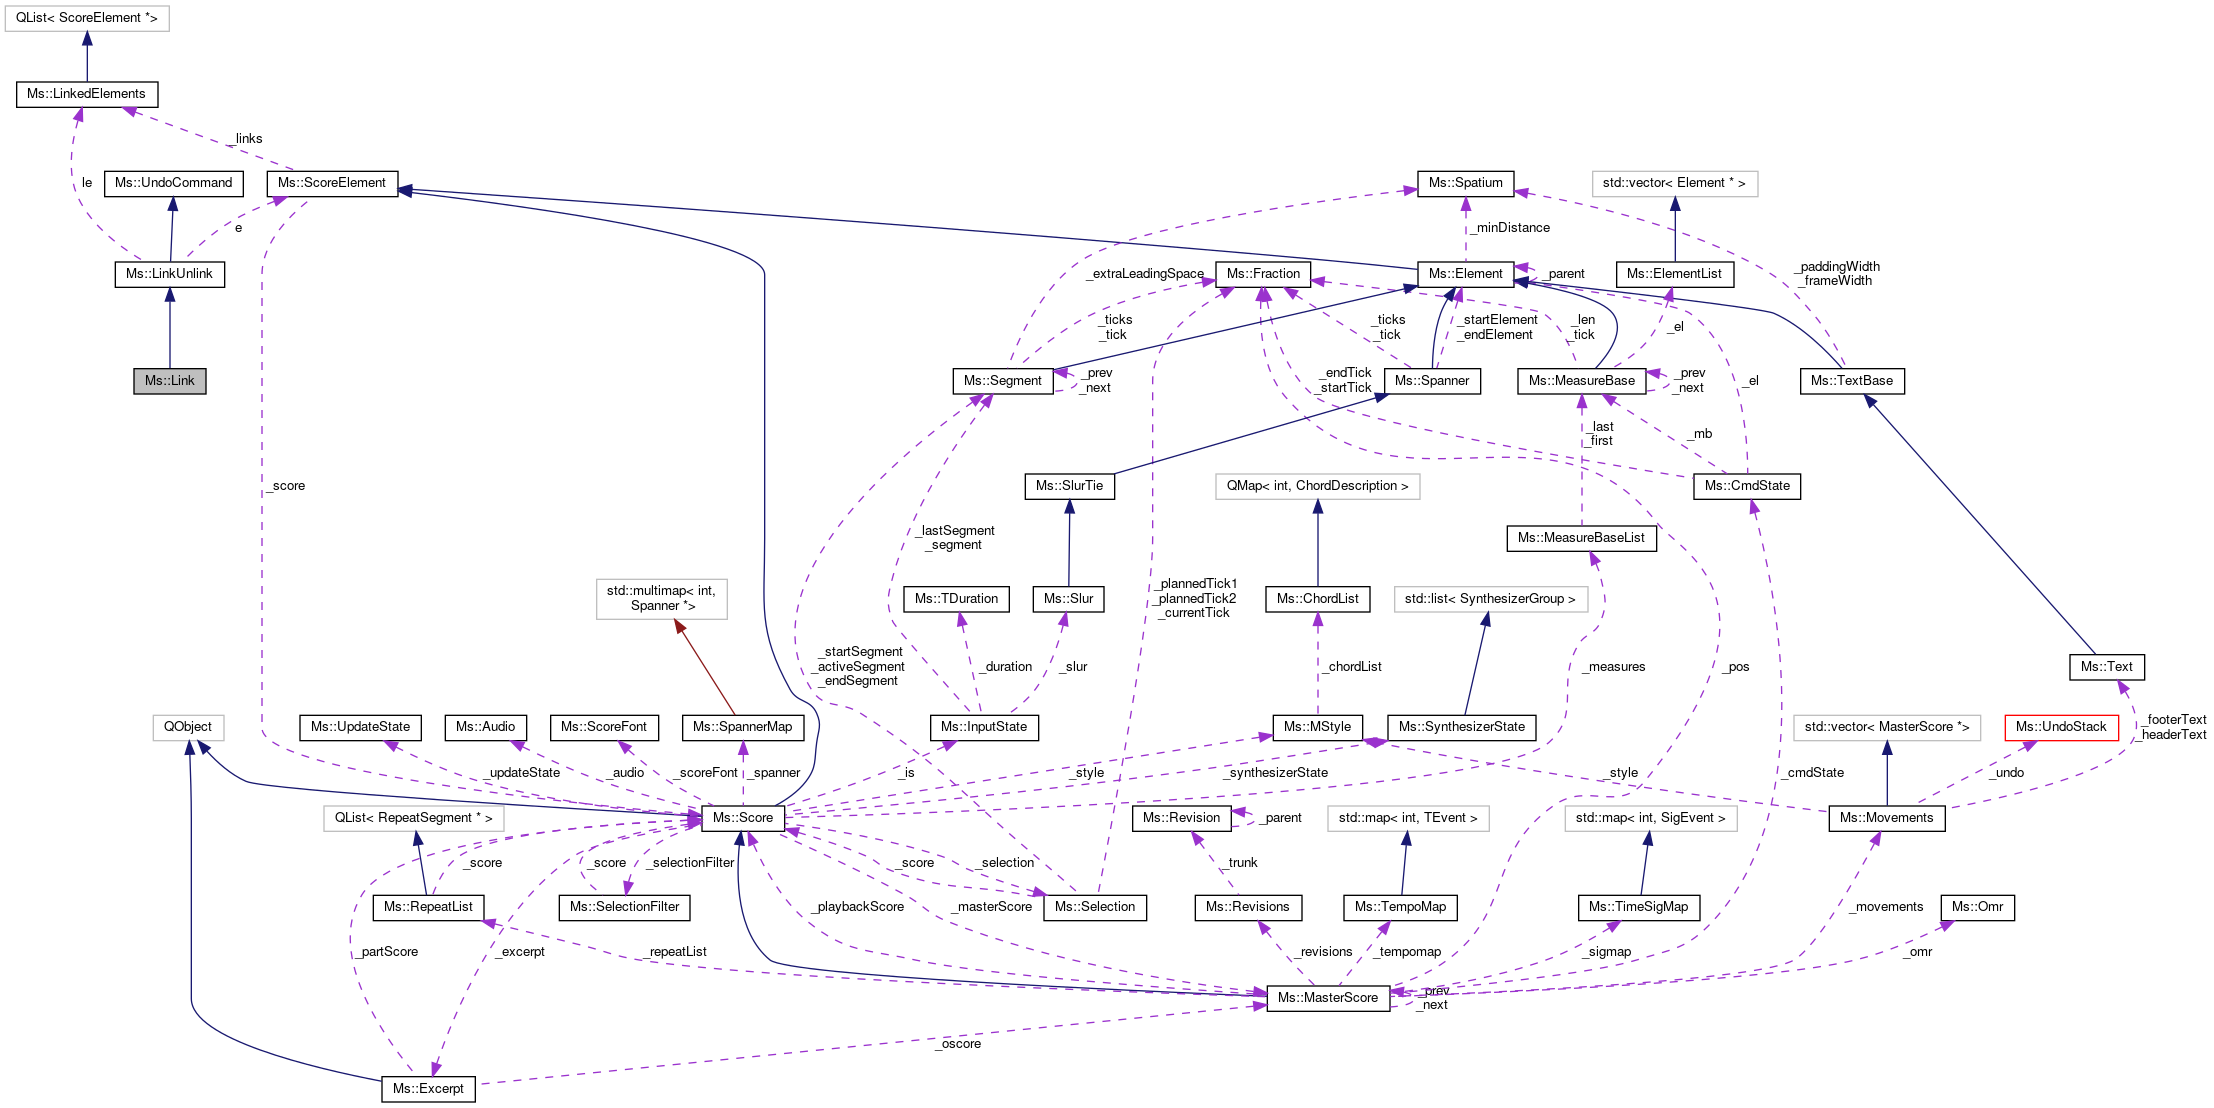 QList< ScoreElement *>
Ms::LinkedElements
_links
le
Ms::UndoCommand
Ms::ScoreElement
Ms::Spatium
std::vector< Element * >
e
_minDistance
Ms::LinkUnlink
_extraLeadingSpace
Ms::Fraction
Ms::Element
_parent
Ms::ElementList
_paddingWidth
_frameWidth
_ticks
_tick
_ticks
_tick
_startElement
_endElement
_len
_tick
_el
Ms::Link
Ms::Segment
_prev
_next
_endTick
_startTick
Ms::Spanner
Ms::MeasureBase
_prev
_next
_el
Ms::TextBase
_last
_first
_mb
_score
Ms::SlurTie
QMap< int, ChordDescription >
Ms::CmdState
_lastSegment
_segment
Ms::MeasureBaseList
std::multimap< int,
Spanner *>
Ms::TDuration
Ms::Slur
_plannedTick1
_plannedTick2
_currentTick
Ms::ChordList
std::list< SynthesizerGroup >
_startSegment
_activeSegment
_endSegment
_duration
_slur
_chordList
_measures
_pos
Ms::Text
QObject
Ms::UpdateState
Ms::Audio
Ms::ScoreFont
Ms::SpannerMap
Ms::InputState
Ms::MStyle
Ms::SynthesizerState
std::vector< MasterScore *>
Ms::UndoStack
_footerText
_headerText
_updateState
_audio
_scoreFont
_spanner
_is
_style
_synthesizerState
_style
_cmdState
_undo
QList< RepeatSegment * >
Ms::Score
Ms::Revision
_parent
std::map< int, TEvent >
std::map< int, SigEvent >
Ms::Movements
_score
_score
_selectionFilter
_score
_selection
_trunk
Ms::RepeatList
Ms::SelectionFilter
_playbackScore
_masterScore
Ms::Selection
Ms::Revisions
Ms::TempoMap
Ms::TimeSigMap
_movements
Ms::Omr
_partScore
_excerpt
_repeatList
_revisions
_tempomap
_sigmap
_omr
Ms::MasterScore
_prev
_next
_oscore
Ms::Excerpt